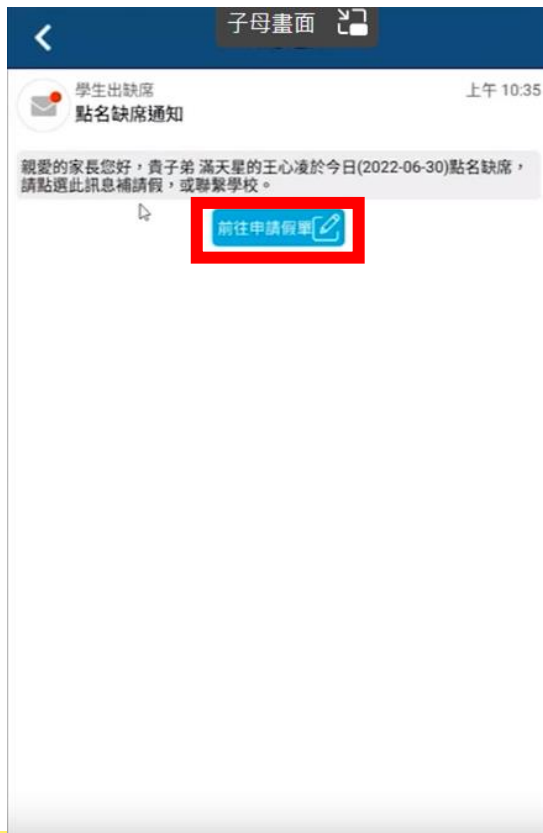 子母畫面
學生出缺席
上午 10:35
點名缺席通知
親愛的家長您好，貴子弟 滿天星的王心凌於今日(2022-06-30)點名缺席，
請點選此訊息補請假，或聯繫學校。
前往申請假單